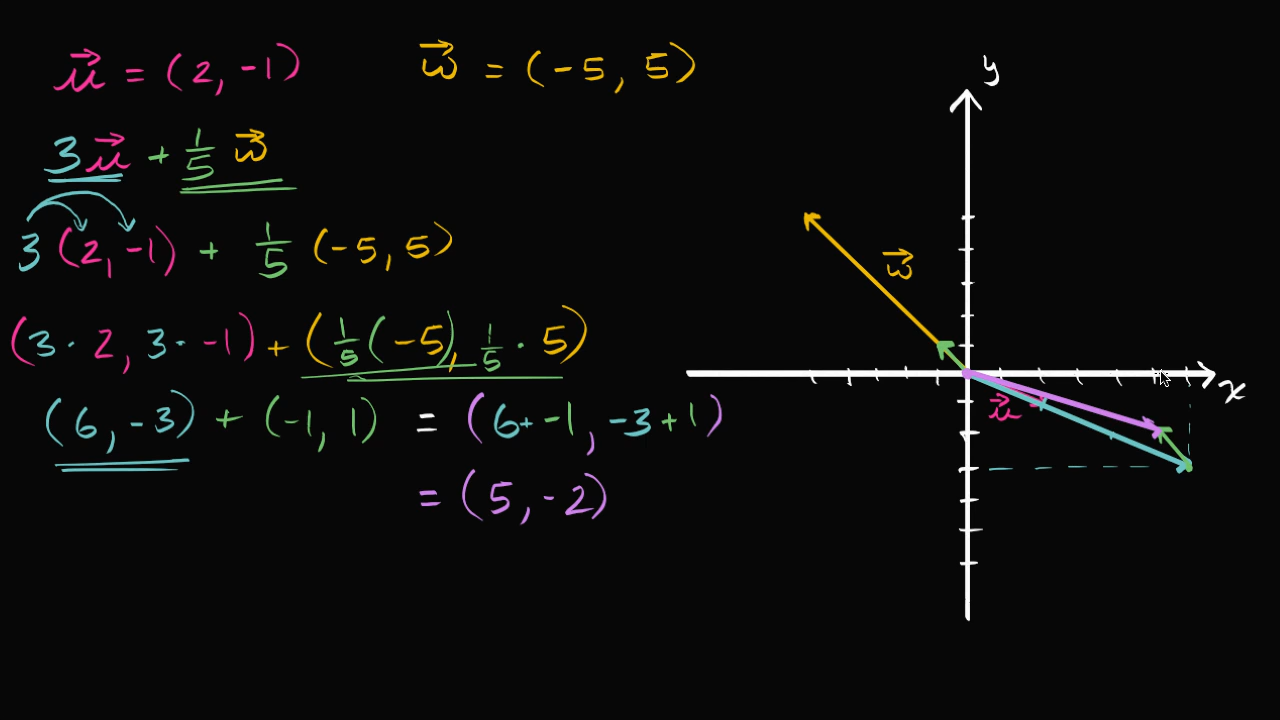 u⃗ = (2, -1)    w⃗ = (-5, 5)
3u⃗ + 1/5 w⃗
3(2, -1) + 1/5 (-5, 5)
(3 · 2, 3 · -1) + (1/5(-5), 1/5 · 5)
(6, -3) + (-1, 1) = (6+ -1, -3+1)
= (5, -2)
y
w⃗
x
u⃗